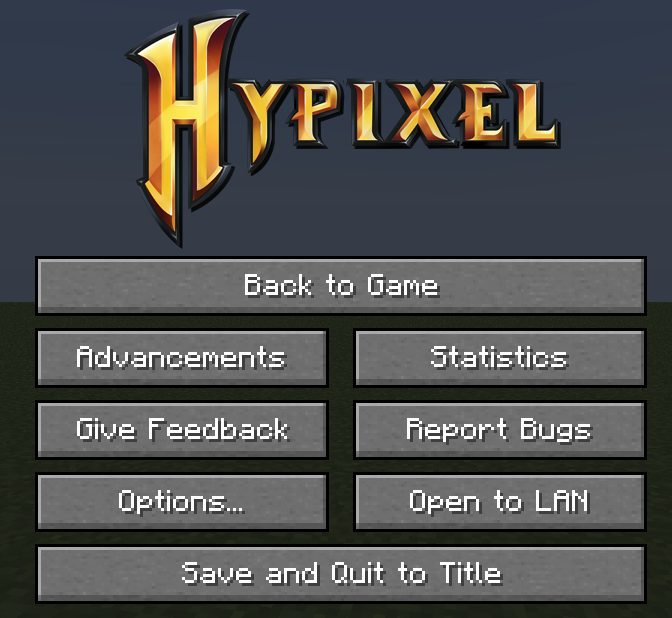 HYPIXEL
Back to Game
Advancements
Statistics
Give Feedback
Report Bugs
Options...
Open to LAN
Save and Quit to Title